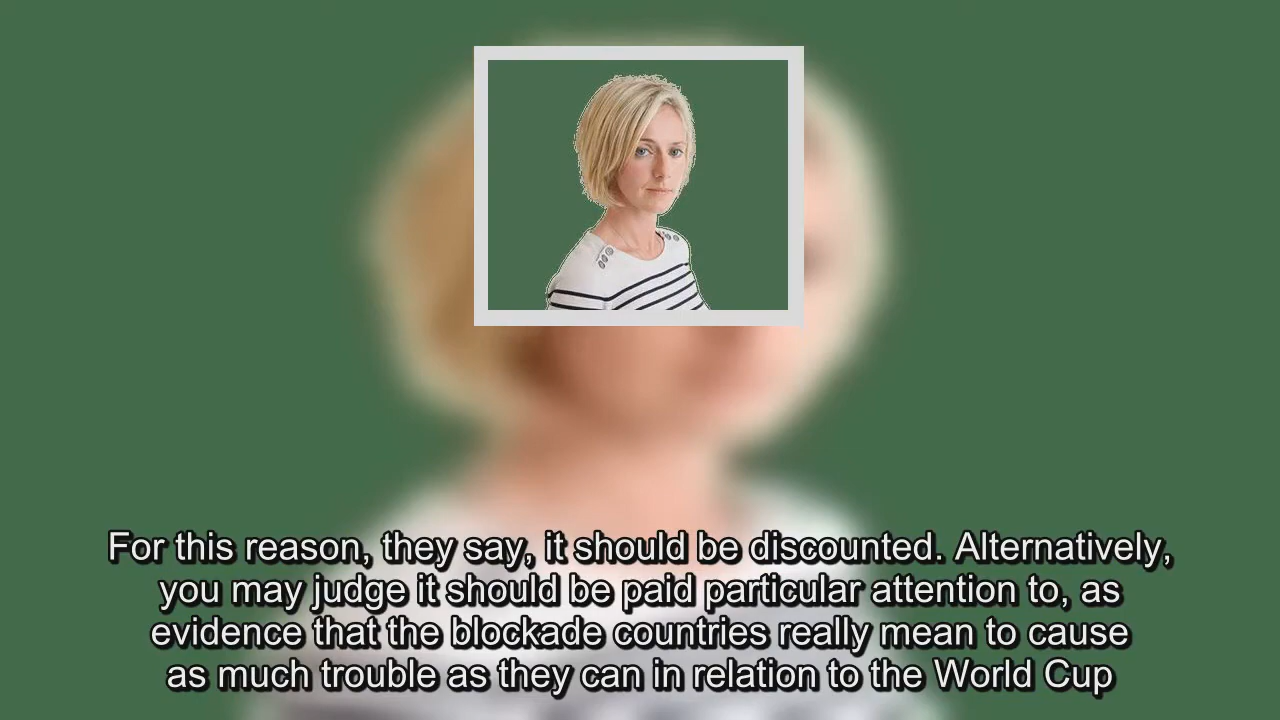 For this reason, they say, it should be discounted. Alternatively,
you may judge it should be paid particular attention to, as
evidence that the blockade countries really mean to cause
as much trouble as they can in relation to the World Cup